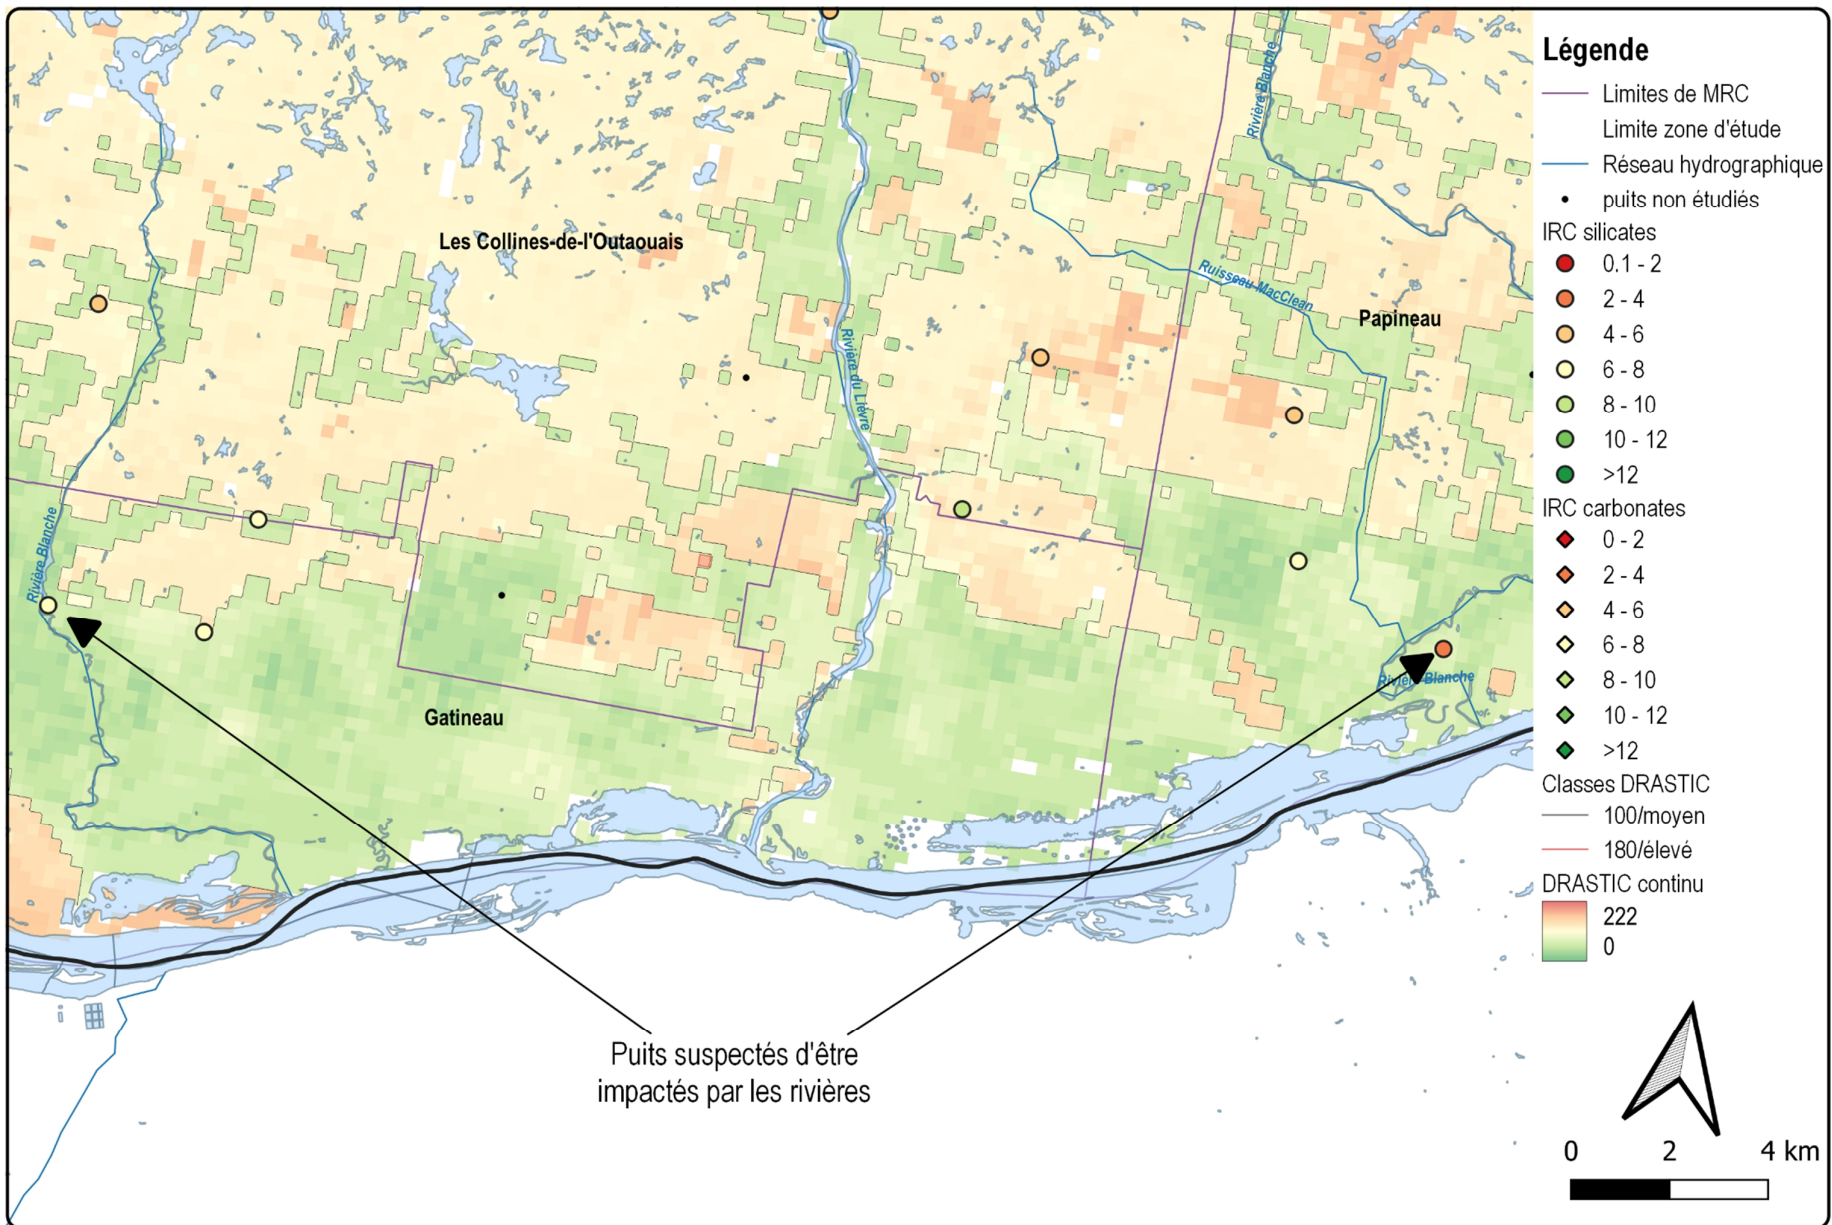 Rivière Blanche
Les Collines-de-l'Outaouais
Ruisseau MacClean
Papineau
Rivière du Lièvre
Rivière Blanche
Rivière Blanche
Gatineau
Puits suspectés d'être
impactés par les rivières
Légende
Limites de MRC
Limite zone d'étude
Réseau hydrographique
puits non étudiés
IRC silicates
0.1 - 2
2 - 4
4 - 6
6 - 8
8 - 10
10 - 12
>12
IRC carbonates
0 - 2
2 - 4
4 - 6
6 - 8
8 - 10
10 - 12
>12
Classes DRASTIC
100/moyen
180/élevé
DRASTIC continu
222
0
0 2 4 km